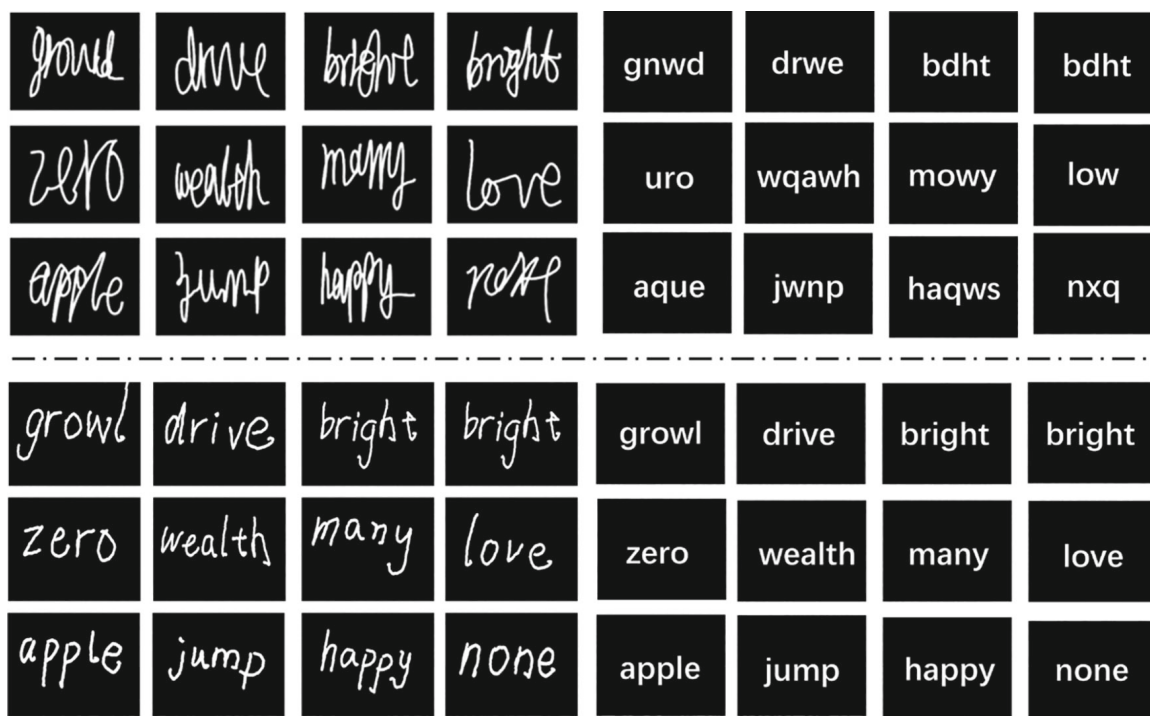 drive bright bright gnwd drwe bdht bdht
zero wealth many love uro wqawh mowy low
apple jump happy aque jwnp haqws nxq
growl drive bright bright growl drive bright bright
zero wealth many love zero wealth many love
apple jump happy none apple jump happy none